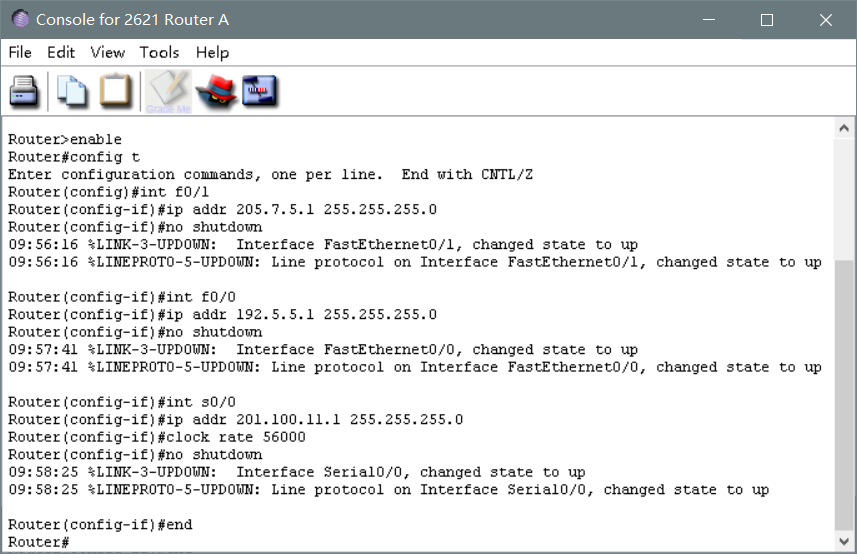 Console for 2621 Router A
File Edit View Tools Help
Grade Me
Router>enable
Router#config t
Enter configuration commands, one per line.  End with CNTL/Z
Router(config)#int f0/1
Router(config-if)#ip addr 205.7.5.1 255.255.255.0
Router(config-if)#no shutdown
09:56:16 %LINK-3-UPDOWN:  Interface FastEthernet0/1, changed state to up
09:56:16 %LINEPROTO-5-UPDOWN: Line protocol on Interface FastEthernet0/1, changed state to up
Router(config-if)#int f0/0
Router(config-if)#ip addr 192.5.5.1 255.255.255.0
Router(config-if)#no shutdown
09:57:41 %LINK-3-UPDOWN:  Interface FastEthernet0/0, changed state to up
09:57:41 %LINEPROTO-5-UPDOWN: Line protocol on Interface FastEthernet0/0, changed state to up
Router(config-if)#int s0/0
Router(config-if)#ip addr 201.100.11.1 255.255.255.0
Router(config-if)#clock rate 56000
Router(config-if)#no shutdown
09:58:25 %LINK-3-UPDOWN:  Interface Serial0/0, changed state to up
09:58:25 %LINEPROTO-5-UPDOWN: Line protocol on Interface Serial0/0, changed state to up
Router(config-if)#end
Router#